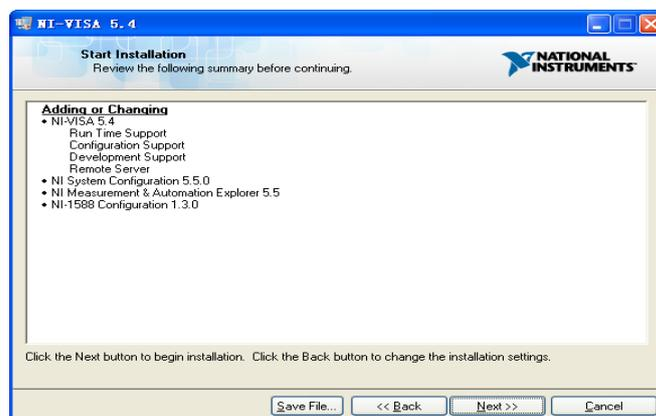 NI-VISA 5.4
Start Installation
Review the following summary before continuing.
NATIONAL
INSTRUMENTS™
Adding or Changing
• NI-VISA 5.4
Run Time Support
Configuration Support
Development Support
Remote Server
• NI System Configuration 5.5.0
• NI Measurement & Automation Explorer 5.5
• NI-1588 Configuration 1.3.0
Click the Next button to begin installation. Click the Back button to change the installation settings.
Save File... << Back Next >> Cancel